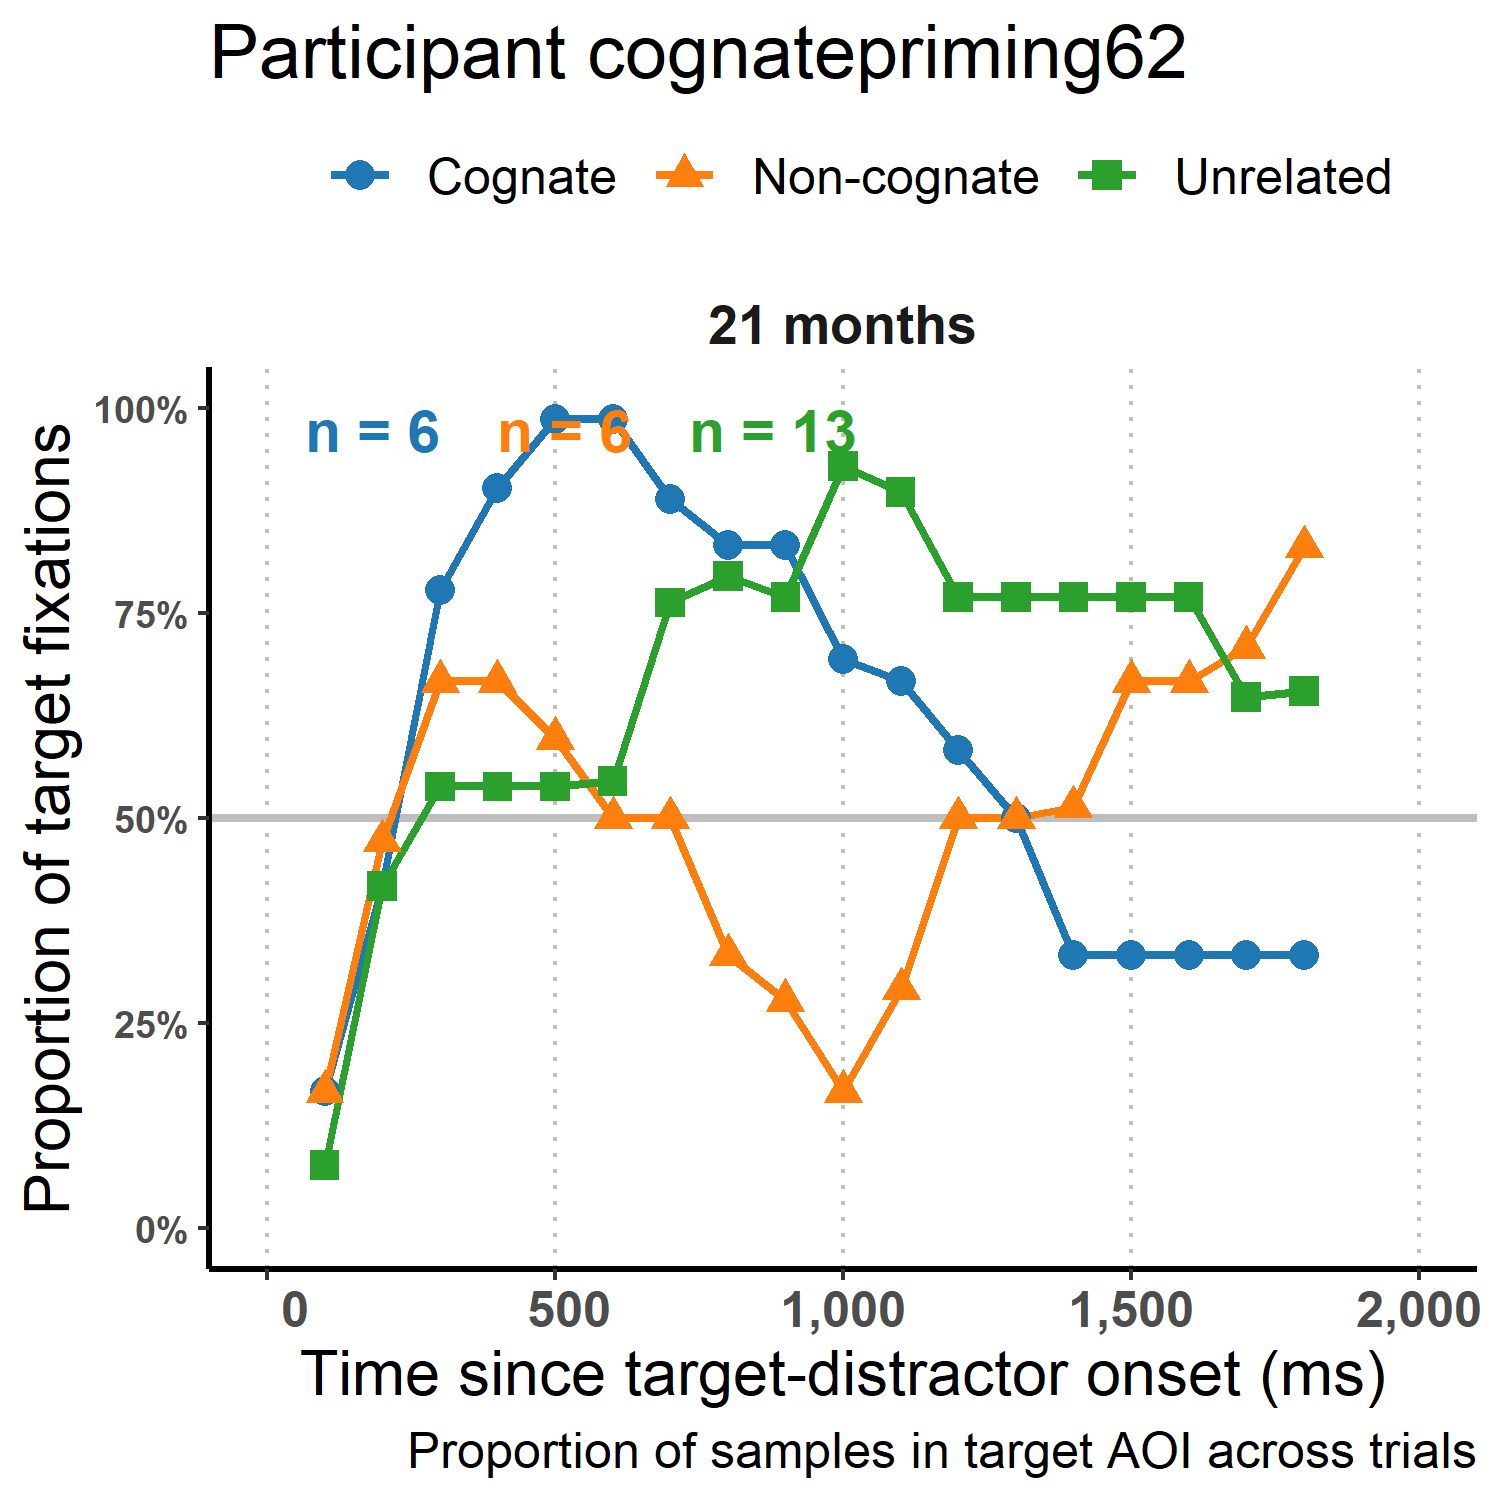 Participant cognatepriming62
Cognate Non-cognate Unrelated
21 months
n = 6 n = 6 n = 13
Proportion of target fixations
100%
75%
50%
25%
0%
0 500 1,000 1,500 2,000
Time since target-distractor onset (ms)
Proportion of samples in target AOI across trials